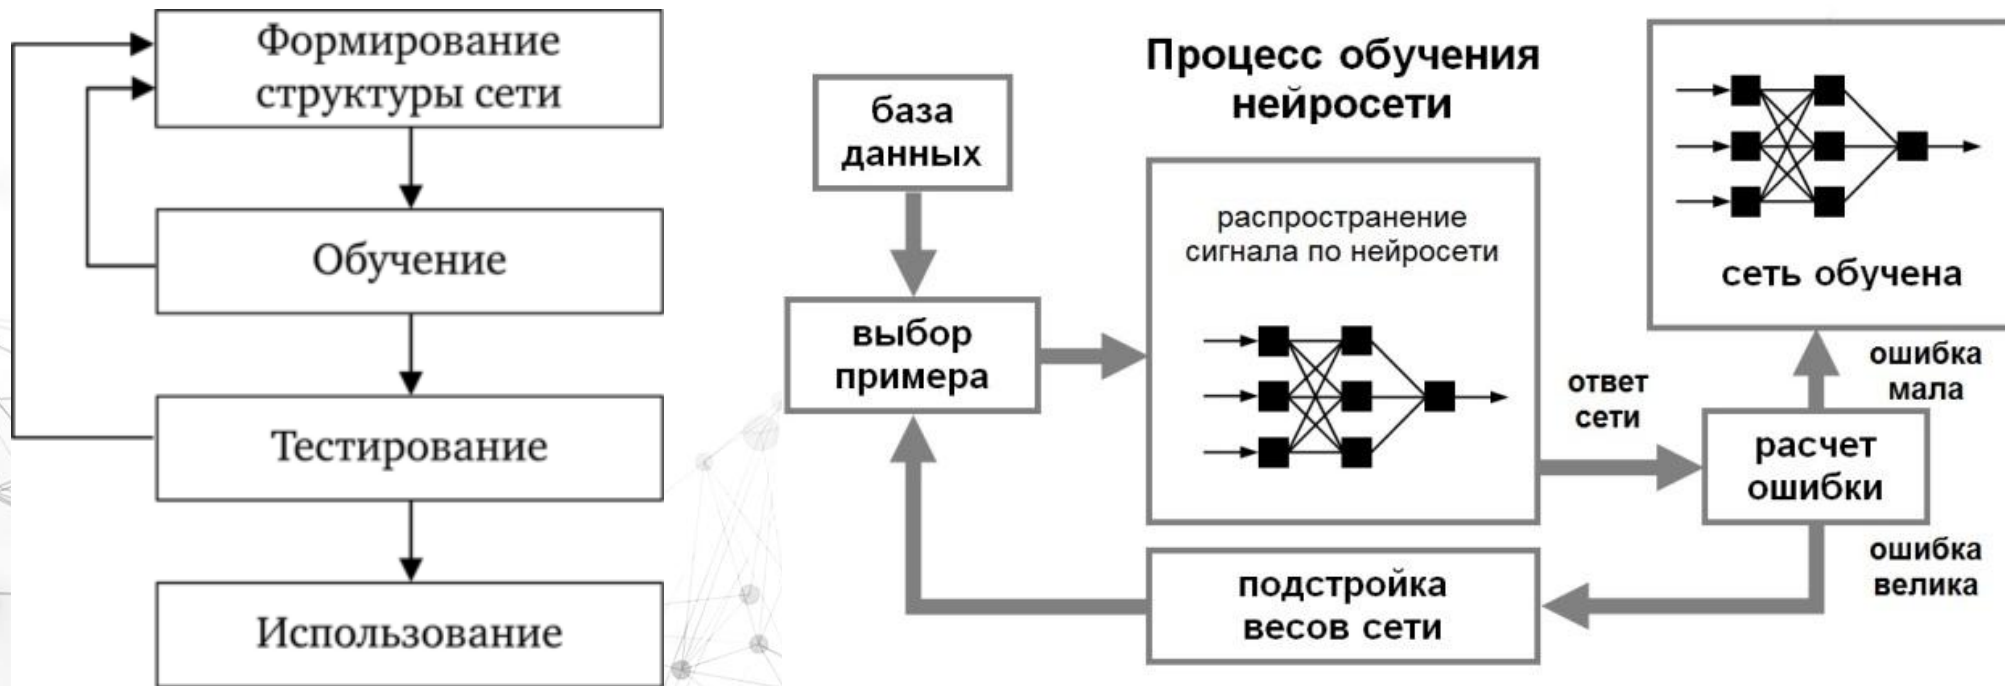 Формирование
структуры сети
Обучение
Тестирование
Использование
Процесс обучения
нейросети
база
данных
выбор
примера
распространение
сигнала по нейросети
ответ
сети
расчет
ошибки
ошибка
мала
сеть обучена
ошибка
велика
подстройка
весов сети